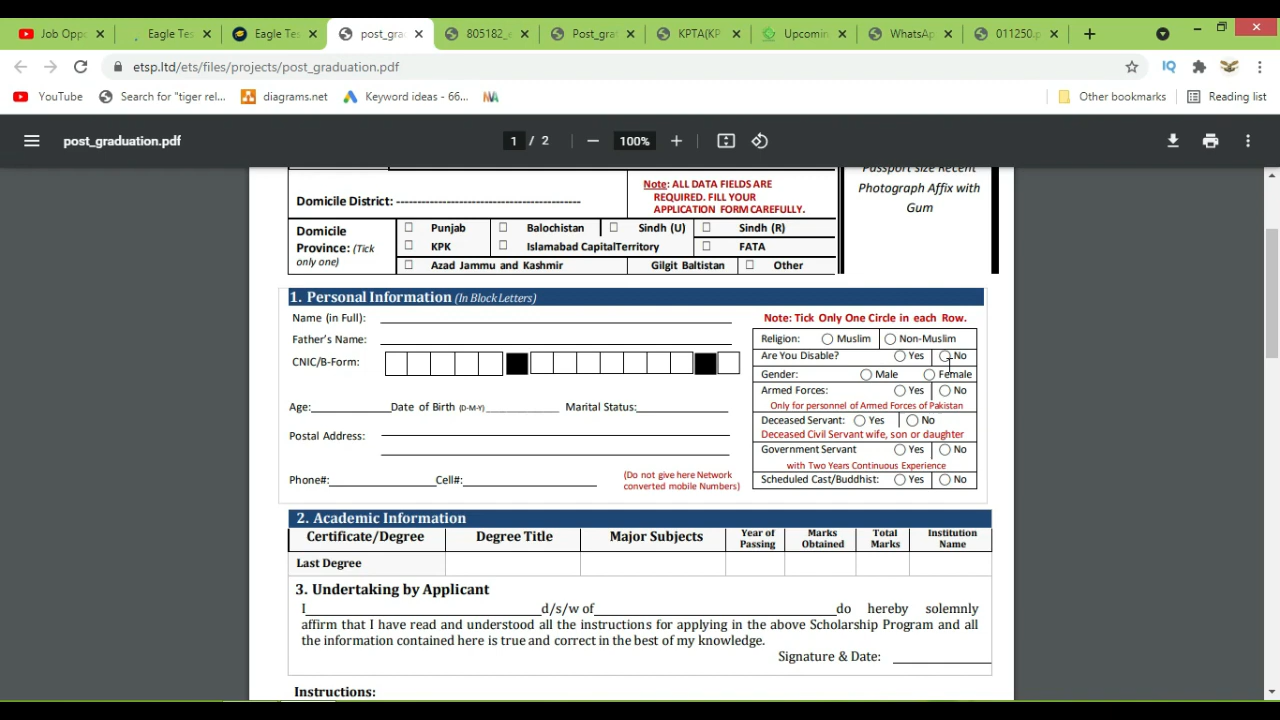 Job Oppo
Eagle Tes
Eagle Tes
post_gra
805182_
Post_gra
KPTA(KP
Upcomin
WhatsAp
011250.p
etsp.ltd/ets/files/projects/post_graduation.pdf
YouTube
Search for "tiger rel...
diagrams.net
Keyword ideas - 66...
Other bookmarks
Reading list
post_graduation.pdf
1 / 2
100%
Passport size Recent
Photograph Affix with
Gum
Domicile District: --------------------------------------------
Note: ALL DATA FIELDS ARE
REQUIRED. FILL YOUR
APPLICATION FORM CAREFULLY.
Domicile
Province: (Tick
only one)
Punjab
Balochistan
Sindh (U)
Sindh (R)
KPK
Islamabad CapitalTerritory
FATA
Azad Jammu and Kashmir
Gilgit Baltistan
Other
1. Personal Information (In Block Letters)
Name (in Full):
Father's Name:
CNIC/B-Form:
Age: Date of Birth (D-M-Y) Marital Status:
Postal Address:
Phone#: Cell#:
(Do not give here Network
converted mobile Numbers)
Note: Tick Only One Circle in each Row.
Religion: Muslim Non-Muslim
Are You Disable? Yes No
Gender: Male Female
Armed Forces: Yes No
Only for personnel of Armed Forces of Pakistan
Deceased Servant: Yes No
Deceased Civil Servant wife, son or daughter
Government Servant Yes No
with Two Years Continuous Experience
Scheduled Cast/Buddhist: Yes No
2. Academic Information
Certificate/Degree
Degree Title
Major Subjects
Year of
Passing
Marks
Obtained
Total
Marks
Institution
Name
Last Degree
3. Undertaking by Applicant
I d/s/w of do hereby solemnly
affirm that I have read and understood all the instructions for applying in the above Scholarship Program and all
the information contained here is true and correct in the best of my knowledge.
Signature & Date:
Instructions: